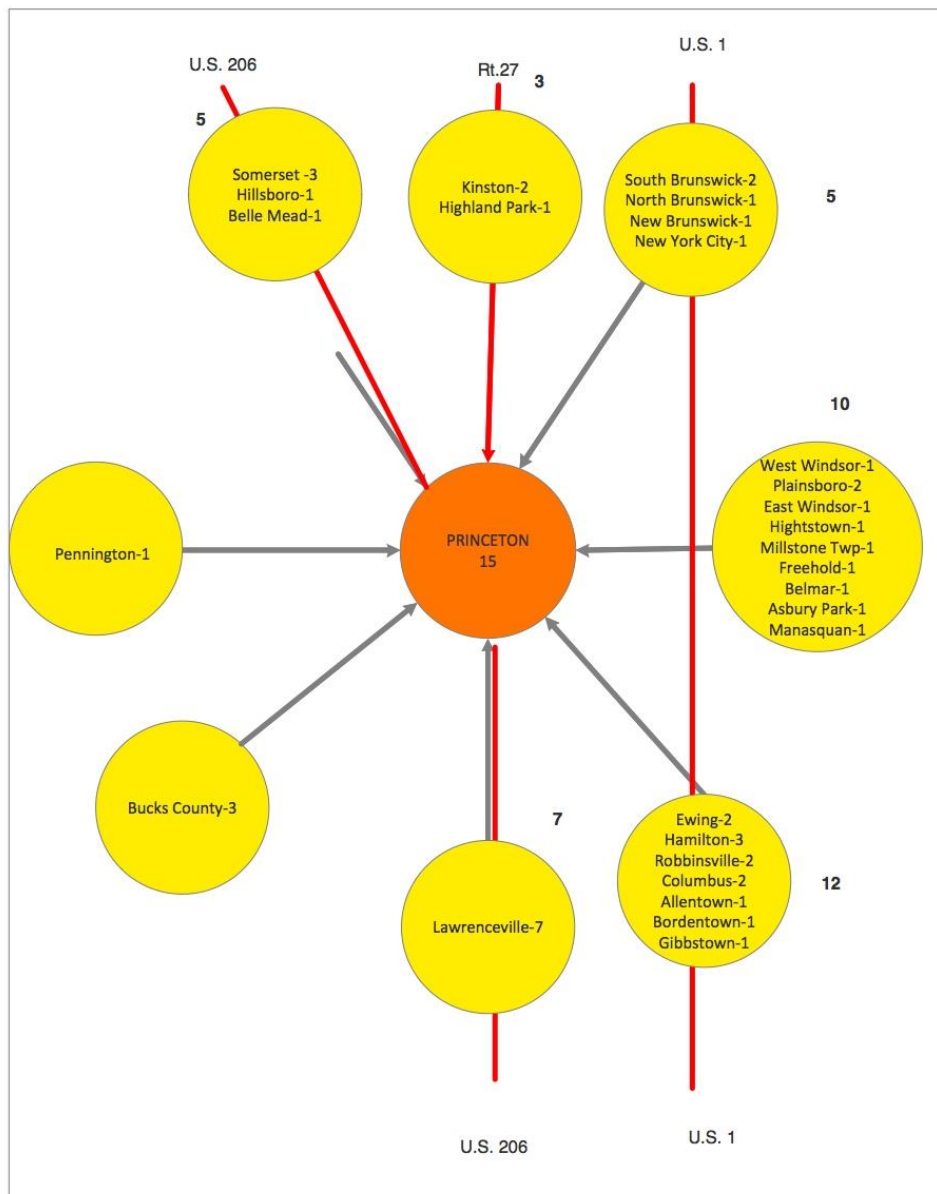 U.S. 206
Rt.27
3
U.S. 1
5
Somerset -3
Hillsboro-1
Belle Mead-1
Kinston-2
Highland Park-1
South Brunswick-2
North Brunswick-1
New Brunswick-1
New York City-1
5
10
West Windsor-1
Plainsboro-2
East Windsor-1
Hightstown-1
Millstone Twp-1
Freehold-1
Belmar-1
Asbury Park-1
Manasquan-1
Pennington-1
PRINCETON
15
Bucks County-3
7
Lawrenceville-7
Ewing-2
Hamilton-3
Robbinsville-2
Columbus-2
Allentown-1
Bordentown-1
Gibbstown-1
12
U.S. 206
U.S. 1